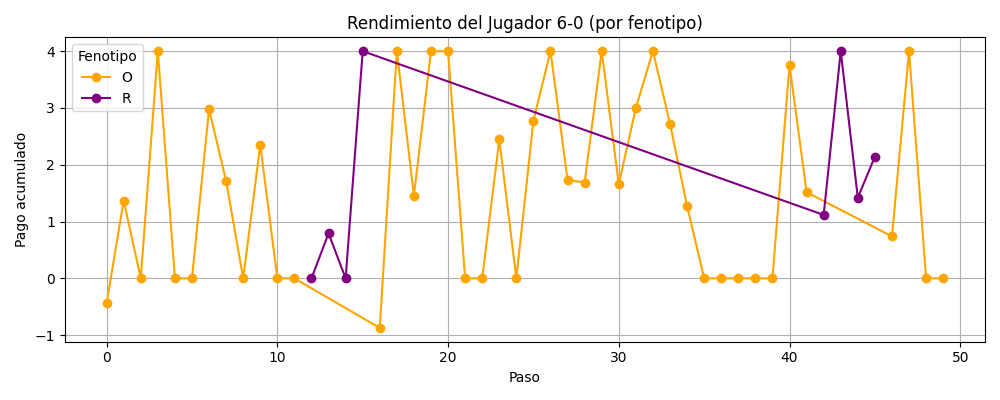 Rendimiento del Jugador 6-0 (por fenotipo)
Fenotipo
O
R
Pago acumulado
4
3
2
1
0
−1
0 10 20 30 40 50
Paso